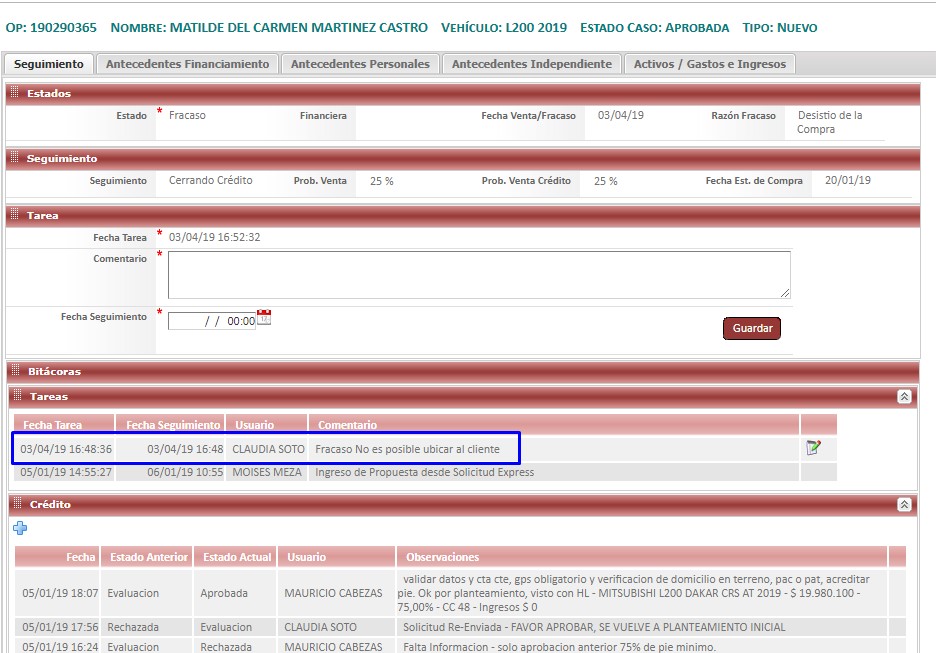 OP: 190290365 NOMBRE: MATILDE DEL CARMEN MARTINEZ CASTRO VEHÍCULO: L200 2019 ESTADO CASO: APROBADA TIPO: NUEVO
Seguimiento Antecedentes Financiamiento Antecedentes Personales Antecedentes Independiente Activos / Gastos e Ingresos
Estados
Estado * Fracaso Financiera Fecha Venta/Fracaso 03/04/19 Razón Fracaso Desistio de la
Compra
Seguimiento
Seguimiento Cerrando Crédito Prob. Venta 25 % Prob. Venta Crédito 25 % Fecha Est. de Compra 20/01/19
Tarea
Fecha Tarea * 03/04/19 16:52:32
Comentario *
Fecha Seguimiento * / / 00:00
Guardar
Bitácoras
Tareas
Fecha Tarea Fecha Seguimiento Usuario Comentario
03/04/19 16:48:36 03/04/19 16:48 CLAUDIA SOTO Fracaso No es posible ubicar al cliente
05/01/19 14:55:27 06/01/19 10:55 MOISES MEZA Ingreso de Propuesta desde Solicitud Express
Crédito
Fecha Estado Anterior Estado Actual Usuario Observaciones
05/01/19 18:07 Evaluacion Aprobada MAURICIO CABEZAS validar datos y cta cte, gps obligatorio y verificacion de domicilio en terreno, pac o pat, acreditar
pie. Ok por planteamiento, visto con HL - MITSUBISHI L200 DAKAR CRS AT 2019 - $ 19.980.100 -
75,00% - CC 48 - Ingresos $ 0
05/01/19 17:56 Rechazada Evaluacion CLAUDIA SOTO Solicitud Re-Enviada - FAVOR APROBAR, SE VUELVE A PLANTEAMIENTO INICIAL
05/01/19 16:24 Evaluacion Rechazada MAURICIO CABEZAS Falta Informacion - solo aprobacion anterior 75% de pie minimo.